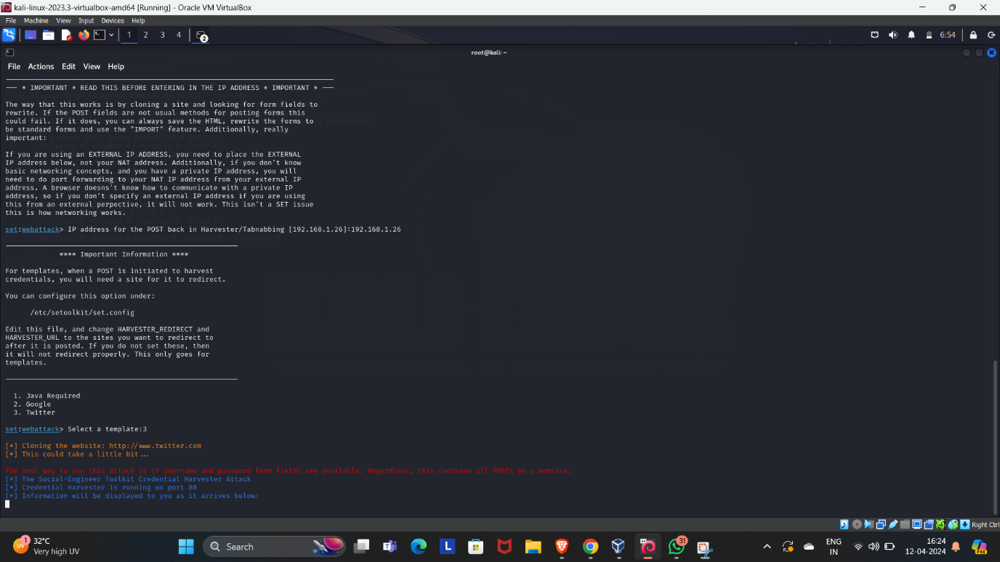 kali-linux-2023.3-virtualbox-amd64 [Running] - Oracle VM VirtualBox
File Machine View Input Devices Help
1 2 3 4 2 6:54
root@kali: ~
File Actions Edit View Help
— * IMPORTANT * READ THIS BEFORE ENTERING IN THE IP ADDRESS * IMPORTANT * —
The way that this works is by cloning a site and looking for form fields to
rewrite. If the POST fields are not usual methods for posting forms this
could fail. If it does, you can always save the HTML, rewrite the forms to
be standard forms and use the "IMPORT" feature. Additionally, really
important:
If you are using an EXTERNAL IP ADDRESS, you need to place the EXTERNAL
IP address below, not your NAT address. Additionally, if you don't know
basic networking concepts, and you have a private IP address, you will
need to do port forwarding to your NAT IP address from your external IP
address. A browser doesns't know how to communicate with a private IP
address, so if you don't specify an external IP address if you are using
this from an external perpective, it will not work. This isn't a SET issue
this is how networking works.
set:webattack> IP address for the POST back in Harvester/Tabnabbing [192.168.1.26]:192.168.1.26
**** Important Information ****
For templates, when a POST is initiated to harvest
credentials, you will need a site for it to redirect.
You can configure this option under:
/etc/setoolkit/set.config
Edit this file, and change HARVESTER_REDIRECT and
HARVESTER_URL to the sites you want to redirect to
after it is posted. If you do not set these, then
it will not redirect properly. This only goes for
templates.
1. Java Required
2. Google
3. Twitter
set:webattack> Select a template:3
[*] Cloning the website: http://www.twitter.com
[*] This could take a little bit...
The best way to use this attack is if username and password form fields are available. Regardless, this captures all POSTs on a website.
[*] The Social-Engineer Toolkit Credential Harvester Attack
[*] Credential Harvester is running on port 80
[*] Information will be displayed to you as it arrives below:
Right Ctrl
UV 1 32°C
Very high UV
Search
L
31
ENG
IN
16:24
12-04-2024
PRE